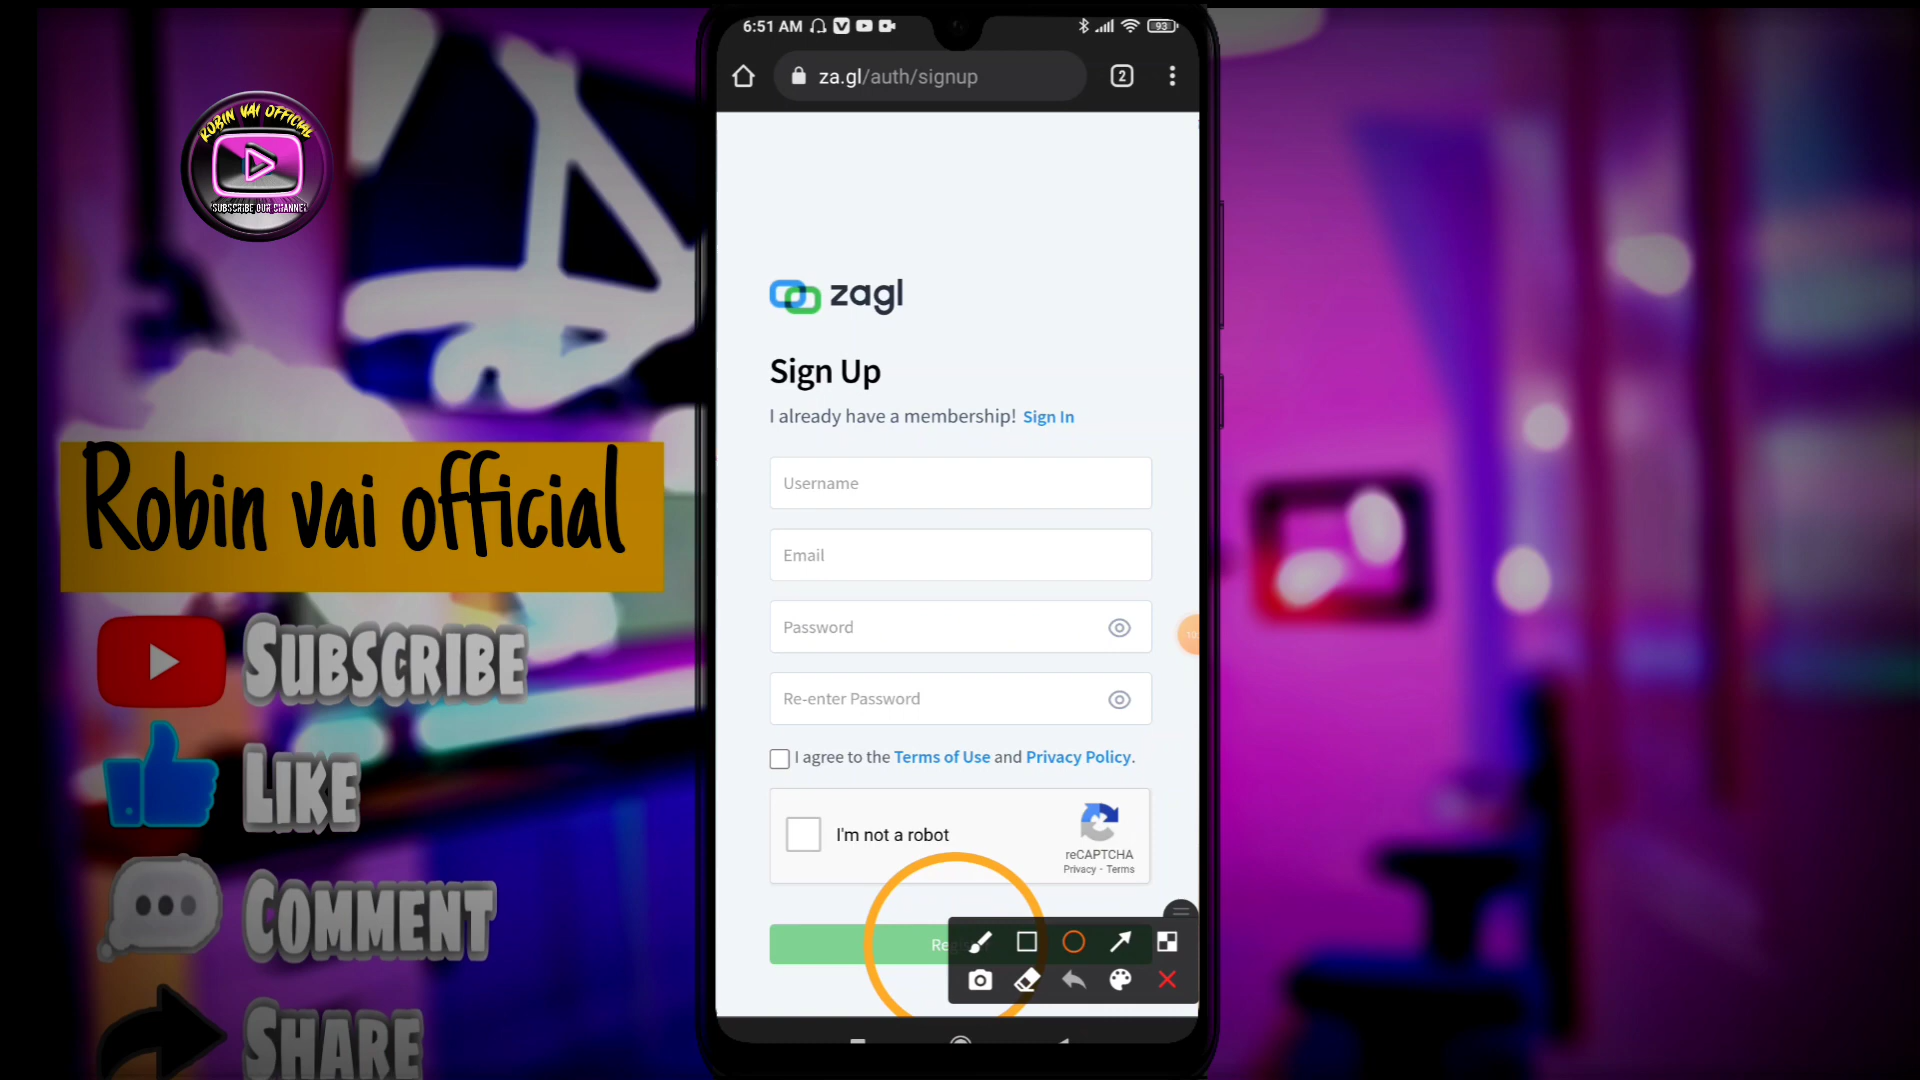 6:51 AM
93
za.gl/auth/signup
2
ROBIN VAI OFFICIAL
SUBSCRIBE OUR CHANNEL
zagl
Sign Up
I already have a membership! Sign In
Username
Email
Password
Re-enter Password
I agree to the Terms of Use and Privacy Policy.
I'm not a robot
reCAPTCHA
Privacy - Terms
Robin vai official
SUBSCRIBE
LIKE
COMMENT
SHARE